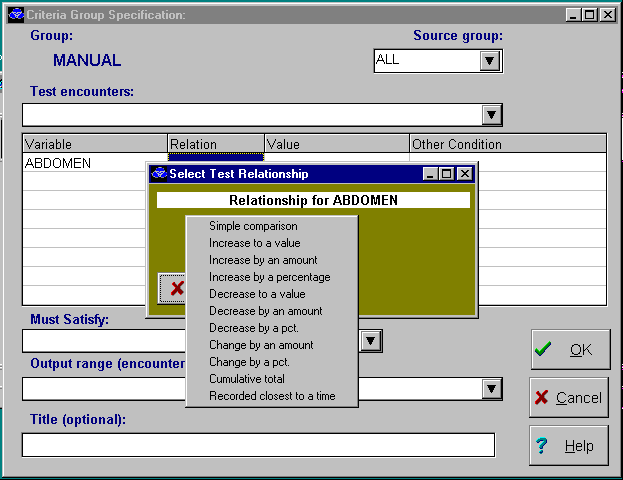 Criteria Group Specification:
Group:
Source group:
MANUAL
ALL
Test encounters:
Variable Relation Value Other Condition
ABDOMEN
Select Test Relationship
Relationship for ABDOMEN
Simple comparison
Increase to a value
Increase by an amount
Increase by a percentage
Decrease to a value
Decrease by an amount
Decrease by a pct.
Change by an amount
Change by a pct.
Cumulative total
Recorded closest to a time
Must Satisfy:
Output range (encounter
Title (optional):
OK
Cancel
Help